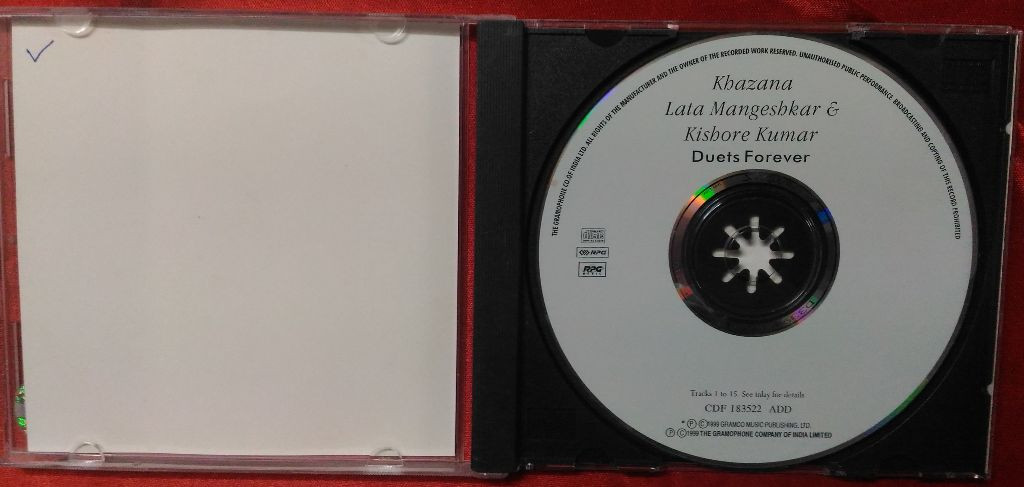 THE GRAMOPHONE CO.OF INDIA LTD. ALL RIGHTS OF THE MANUFACTURER AND THE OWNER OF THE RECORDED WORK RESERVED. UNAUTHORISED PUBLIC PERFORMANCE. BROADCASTING AND COPYING OF THIS RECORD PROHIBITED
Khazana
Lata Mangeshkar &
Kishore Kumar
Duets Forever
RPG
RPG
Tracks 1 to 15 See inlay for details
CDF 183522 ADD
* Ⓟ Ⓒ 1999 GRAMCO MUSIC PUBLISHING. LTD.
Ⓟ Ⓒ 1999 THE GRAMOPHONE COMPANY OF INDIA LIMITED